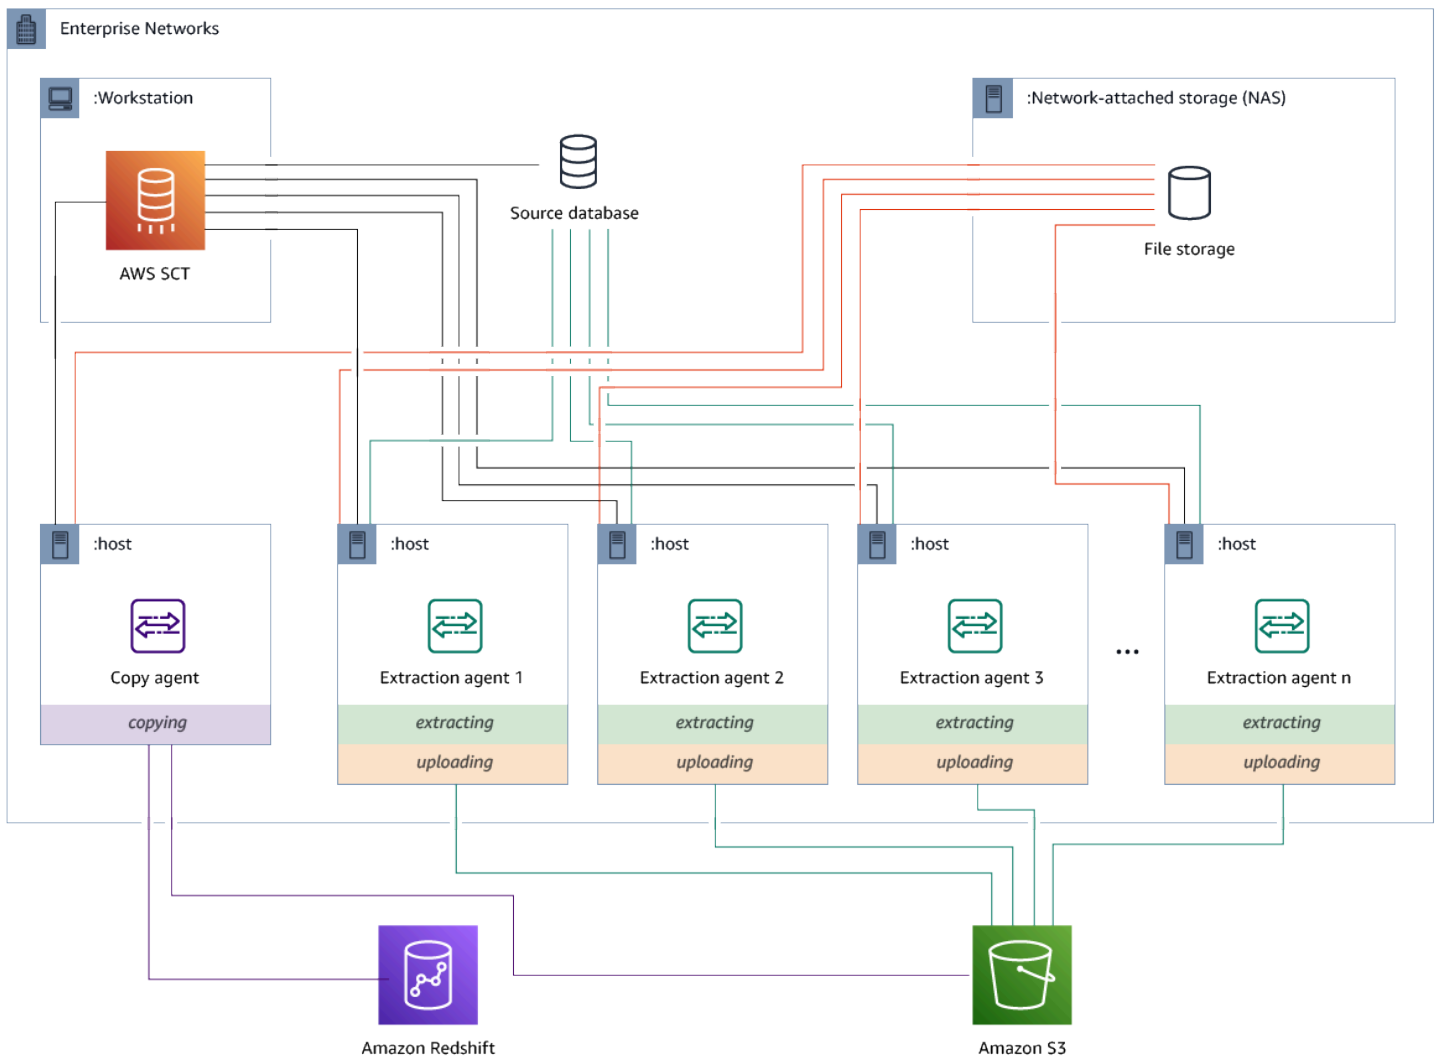 Enterprise Networks
:Workstation
:Network-attached storage (NAS)
Source database
File storage
AWS SCT
:host
:host
:host
:host
:host
Copy agent
Extraction agent 1
Extraction agent 2
Extraction agent 3
...
Extraction agent n
copying
extracting
extracting
extracting
extracting
uploading
uploading
uploading
uploading
Amazon Redshift
Amazon S3